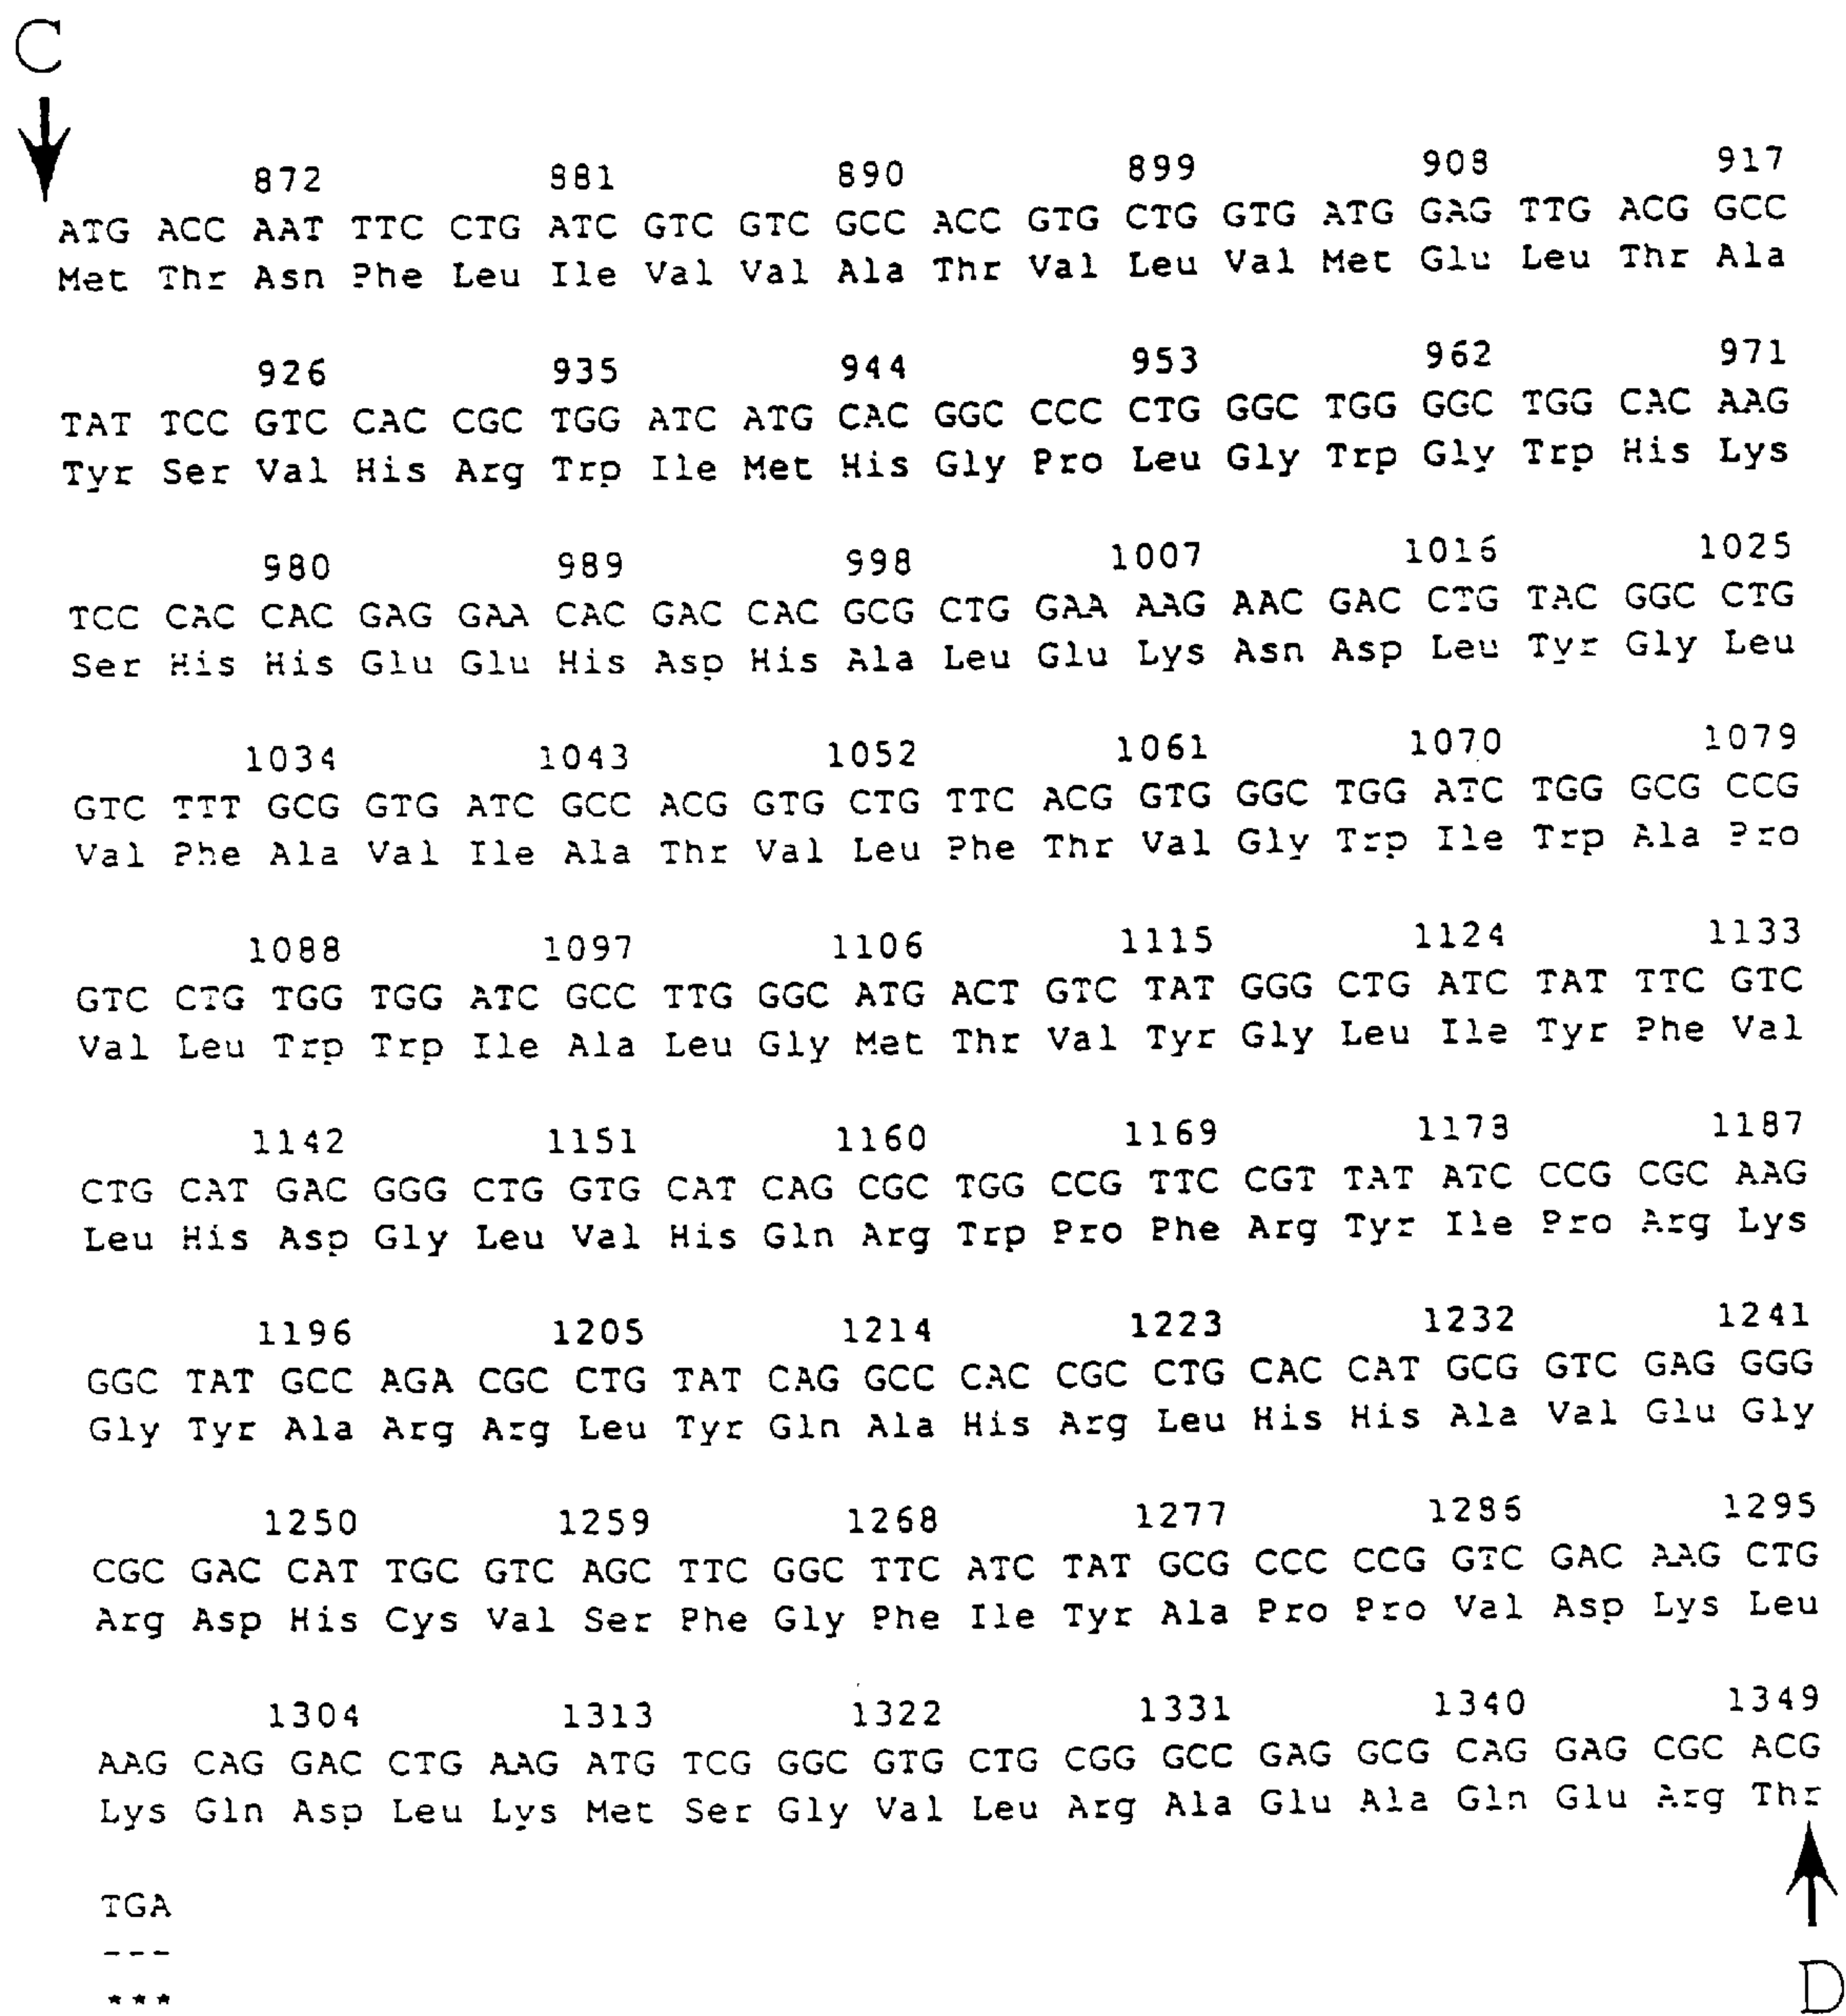 C
872 881 890 899 908 917
ATG ACC AAT TTC CTG ATC GTC GTC GCC ACC GTG CTG GTG ATG GAG TTG ACG GCC
Met Thr Asn Phe Leu Ile Val Val Ala Thr Val Leu Val Met Glu Leu Thr Ala
926 935 944 953 962 971
TAT TCC GTC CAC CGC TGG ATC ATG CAC GGC CCC CTG GGC TGG GGC TGG CAC AAG
Tyr Ser Val His Arg Trp Ile Met His Gly Pro Leu Gly Trp Gly Trp His Lys
980 989 998 1007 1016 1025
TCC CAC CAC GAG GAA CAC GAC CAC GCG CTG GAA AAG AAC GAC CTG TAC GGC CTG
Ser His His Glu Glu His Asp His Ala Leu Glu Lys Asn Asp Leu Tyr Gly Leu
1034 1043 1052 1061 1070 1079
GTC TTT GCG GTG ATC GCC ACG GTG CTG TTC ACG GTG GGC TGG ATC TGG GCG CCG
Val Phe Ala Val Ile Ala Thr Val Leu Phe Thr Val Gly Trp Ile Trp Ala Pro
1088 1097 1106 1115 1124 1133
GTC CTG TGG TGG ATC GCC TTG GGC ATG ACT GTC TAT GGG CTG ATC TAT TTC GTC
Val Leu Trp Trp Ile Ala Leu Gly Met Thr Val Tyr Gly Leu Ile Tyr Phe Val
1142 1151 1160 1169 1178 1187
CTG CAT GAC GGG CTG GTG CAT CAG CGC TGG CCG TTC CGT TAT ATC CCG CGC AAG
Leu His Asp Gly Leu Val His Gln Arg Trp Pro Phe Arg Tyr Ile Pro Arg Lys
1196 1205 1214 1223 1232 1241
GGC TAT GCC AGA CGC CTG TAT CAG GCC CAC CGC CTG CAC CAT GCG GTC GAG GGG
Gly Tyr Ala Arg Arg Leu Tyr Gln Ala His Arg Leu His His Ala Val Glu Gly
1250 1259 1268 1277 1286 1295
CGC GAC CAT TGC GTC AGC TTC GGC TTC ATC TAT GCG CCC CCG GTC GAC AAG CTG
Arg Asp His Cys Val Ser Phe Gly Phe Ile Tyr Ala Pro Pro Val Asp Lys Leu
1304 1313 1322 1331 1340 1349
AAG CAG GAC CTG AAG ATG TCG GGC GTG CTG CGG GCC GAG GCG CAG GAG CGC ACG
Lys Gln Asp Leu Lys Met Ser Gly Val Leu Arg Ala Glu Ala Gln Glu Arg Thr
TGA
---
***
D